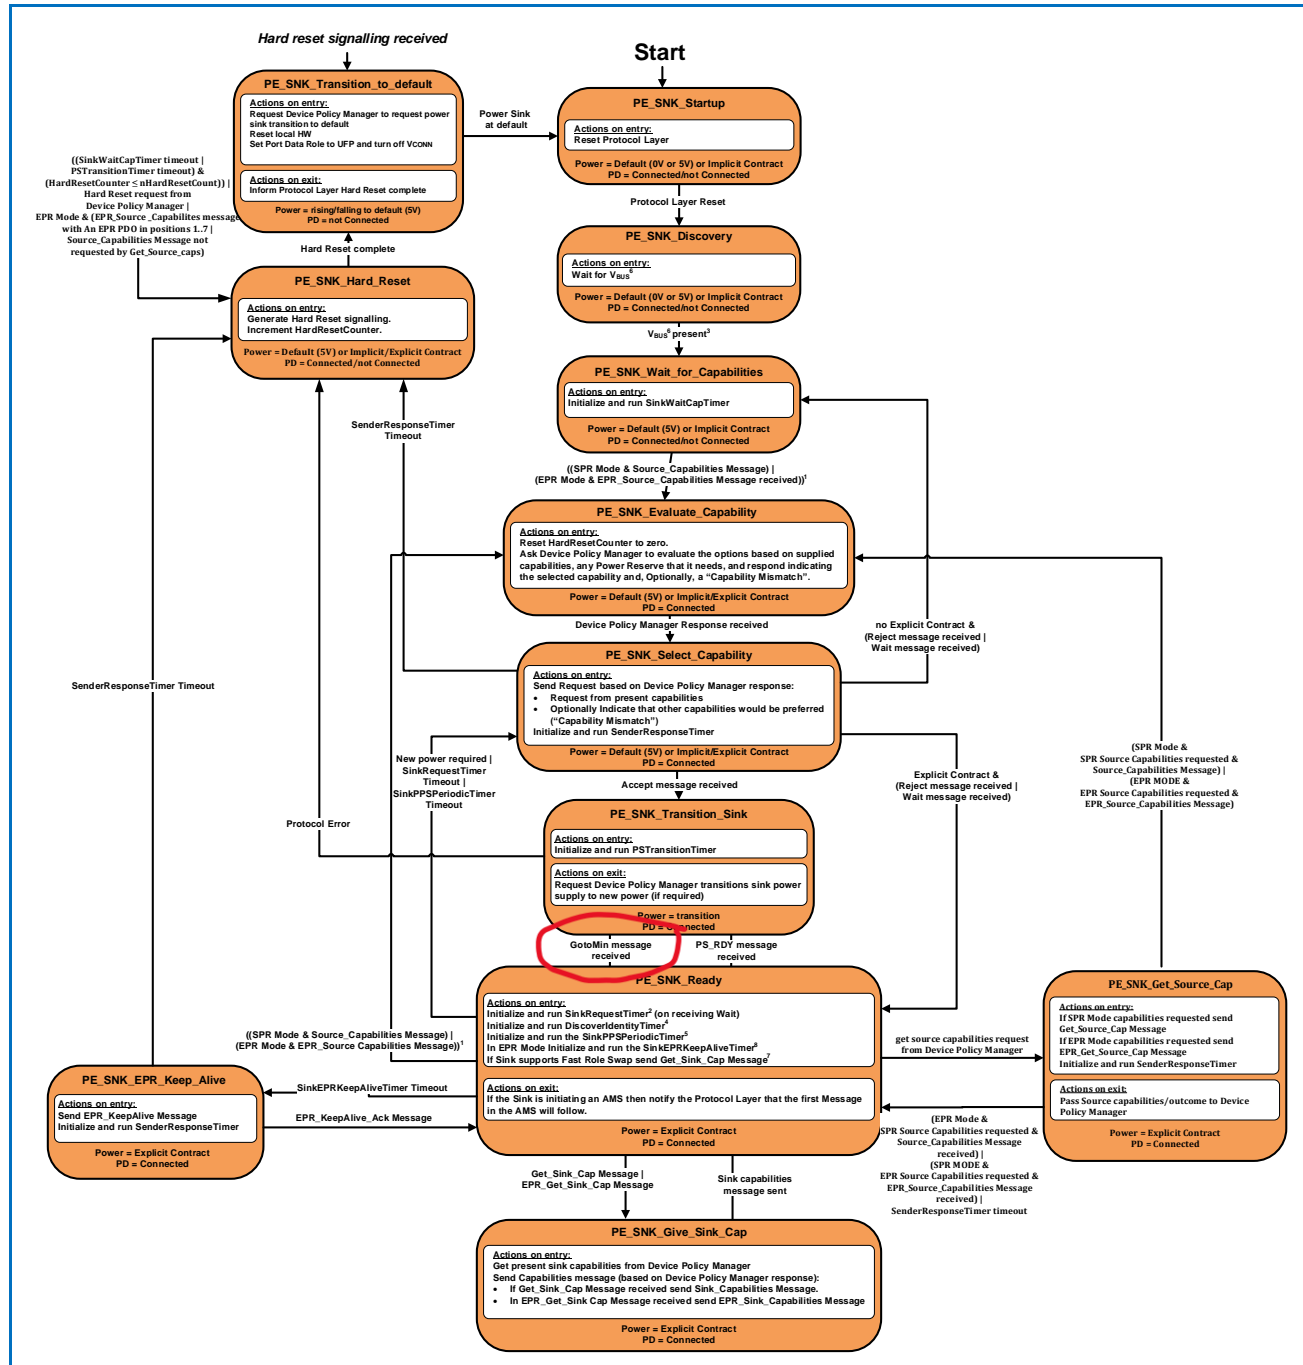 Hard reset signalling received
Start
PE_SNK_Transition_to_default
Actions on entry:
Request Device Policy Manager to request power
sink transition to default
Reset local HW
Set Port Data Role to UFP and turn off VCONN
Actions on exit:
Inform Protocol Layer Hard Reset complete
Power = rising/falling to default (5V)
PD = not Connected
Power Sink
at default
PE_SNK_Startup
Actions on entry:
Reset Protocol Layer
Power = Default (0V or 5V) or Implicit Contract
PD = Connected/not Connected
((SinkWaitCapTimer timeout |
PSTransitionTimer timeout) &
(HardResetCounter ≤ nHardResetCount)) |
Hard Reset request from
Device Policy Manager |
EPR Mode & (EPR_Source _Capabilites message
with An EPR PDO in positions 1..7 |
Source_Capabilities Message not
requested by Get_Source_caps)
Protocol Layer Reset
Hard Reset complete
PE_SNK_Discovery
Actions on entry:
Wait for VBUS6
Power = Default (0V or 5V) or Implicit Contract
PD = Connected/not Connected
PE_SNK_Hard_Reset
Actions on entry:
Generate Hard Reset signalling.
Increment HardResetCounter.
Power = Default (5V) or Implicit/Explicit Contract
PD = Connected/not Connected
VBUS6 present3
PE_SNK_Wait_for_Capabilities
Actions on entry:
Initialize and run SinkWaitCapTimer
Power = Default (5V) or Implicit Contract
PD = Connected/not Connected
SenderResponseTimer
Timeout
((SPR Mode & Source_Capabilities Message) |
(EPR Mode & EPR_Source_Capabilities Message received))1
PE_SNK_Evaluate_Capability
Actions on entry:
Reset HardResetCounter to zero.
Ask Device Policy Manager to evaluate the options based on supplied
capabilities, any Power Reserve that it needs, and respond indicating
the selected capability and, Optionally, a “Capability Mismatch”.
Power = Default (5V) or Implicit/Explicit Contract
PD = Connected
Device Policy Manager Response received
no Explicit Contract &
(Reject message received |
Wait message received)
PE_SNK_Select_Capability
Actions on entry:
Send Request based on Device Policy Manager response:
• Request from present capabilities
• Optionally Indicate that other capabilities would be preferred
(“Capability Mismatch”)
Initialize and run SenderResponseTimer
Power = Default (5V) or Implicit/Explicit Contract
PD = Connected
SenderResponseTimer Timeout
New power required |
SinkRequestTimer
Timeout |
SinkPPSPeriodicTimer
Timeout
Accept message received
Explicit Contract &
(Reject message received |
Wait message received)
(SPR Mode &
SPR Source Capabilities requested &
Source_Capabilities Message) |
(EPR MODE &
EPR Source Capabilities requested &
EPR_Source_Capabilities Message)
Protocol Error
PE_SNK_Transition_Sink
Actions on entry:
Initialize and run PSTransitionTimer
Actions on exit:
Request Device Policy Manager transitions sink power
supply to new power (if required)
Power = transition
PD = Connected
GotoMin message
received
PS_RDY message
received
PE_SNK_Ready
Actions on entry:
Initialize and run SinkRequestTimer2 (on receiving Wait)
Initialize and run DiscoverIdentityTimer4
Initialize and run the SinkPPSPeriodicTimer5
In EPR Mode Initialize and run the SinkEPRKeepAliveTimer8
If Sink supports Fast Role Swap send Get_Sink_Cap Message7
Actions on exit:
If the Sink is initiating an AMS then notify the Protocol Layer that the first Message
in the AMS will follow.
Power = Explicit Contract
PD = Connected
((SPR Mode & Source_Capabilities Message) |
(EPR Mode & EPR_Source Capabilities Message))1
get source capabilities request
from Device Policy Manager
PE_SNK_Get_Source_Cap
Actions on entry:
If SPR Mode capabilities requested send
Get_Source_Cap Message
If EPR Mode capabilities requested send
EPR_Get_Source_Cap Message
Initialize and run SenderResponseTimer
Actions on exit:
Pass Source capabilities/outcome to Device
Policy Manager
Power = Explicit Contract
PD = Connected
PE_SNK_EPR_Keep_Alive
Actions on entry:
Send EPR_KeepAlive Message
Initialize and run SenderResponseTimer
Power = Explicit Contract
PD = Connected
SinkEPRKeepAliveTimer Timeout
EPR_KeepAlive_Ack Message
(EPR Mode &
SPR Source Capabilities requested &
Source_Capabilities Message
received) |
(SPR MODE &
EPR Source Capabilities requested &
EPR_Source_Capabilities Message
received) |
SenderResponseTimer timeout
Get_Sink_Cap Message |
EPR_Get_Sink_Cap Message
Sink capabilities
message sent
PE_SNK_Give_Sink_Cap
Actions on entry:
Get present sink capabilities from Device Policy Manager
Send Capabilities message (based on Device Policy Manager response):
• If Get_Sink_Cap Message received send Sink_Capabilities Message.
• In EPR_Get_Sink Cap Message received send EPR_Sink_Capabilities Message
Power = Explicit Contract
PD = Connected